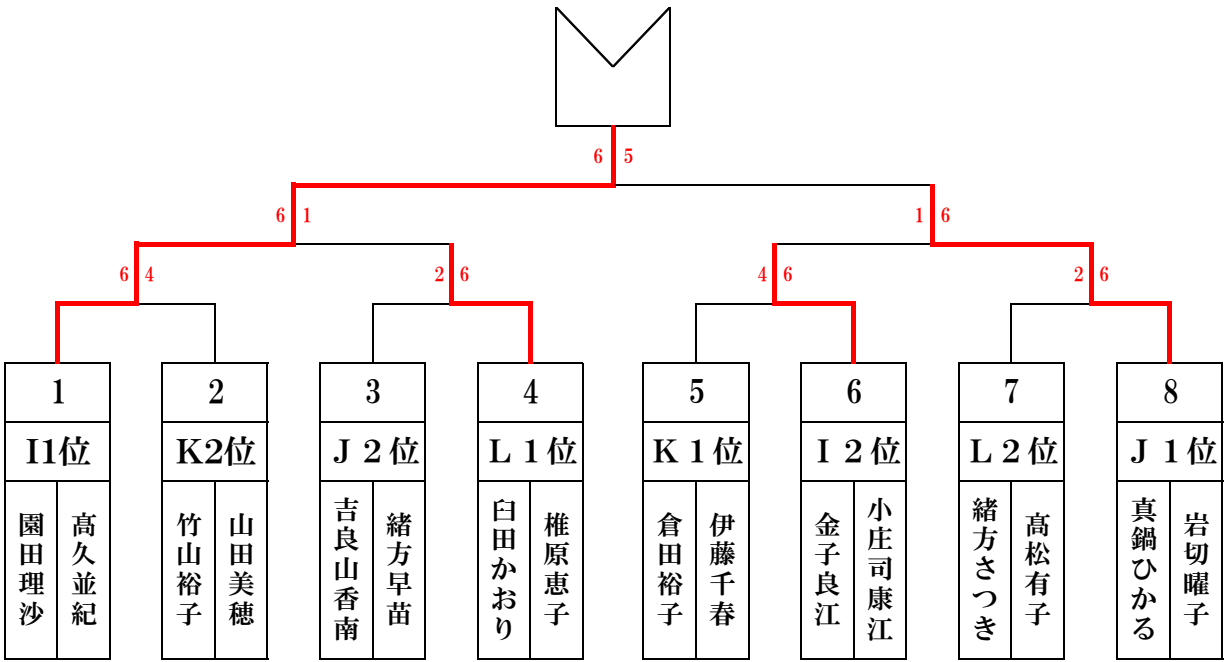 6 5
6 1
1 6
6 4
2 6
4 6
2 6
1
2
3
4
5
6
7
8
I1位
K2位
J 2 位
L 1 位
K 1 位
I 2 位
L 2 位
J 1 位
園田理沙
髙久並紀
竹山裕子
山田美穂
吉良山香南
緒方早苗
臼田かおり
椎原恵子
倉田裕子
伊藤千春
金子良江
小庄司康江
緒方さつき
髙松有子
真鍋ひかる
岩切曜子